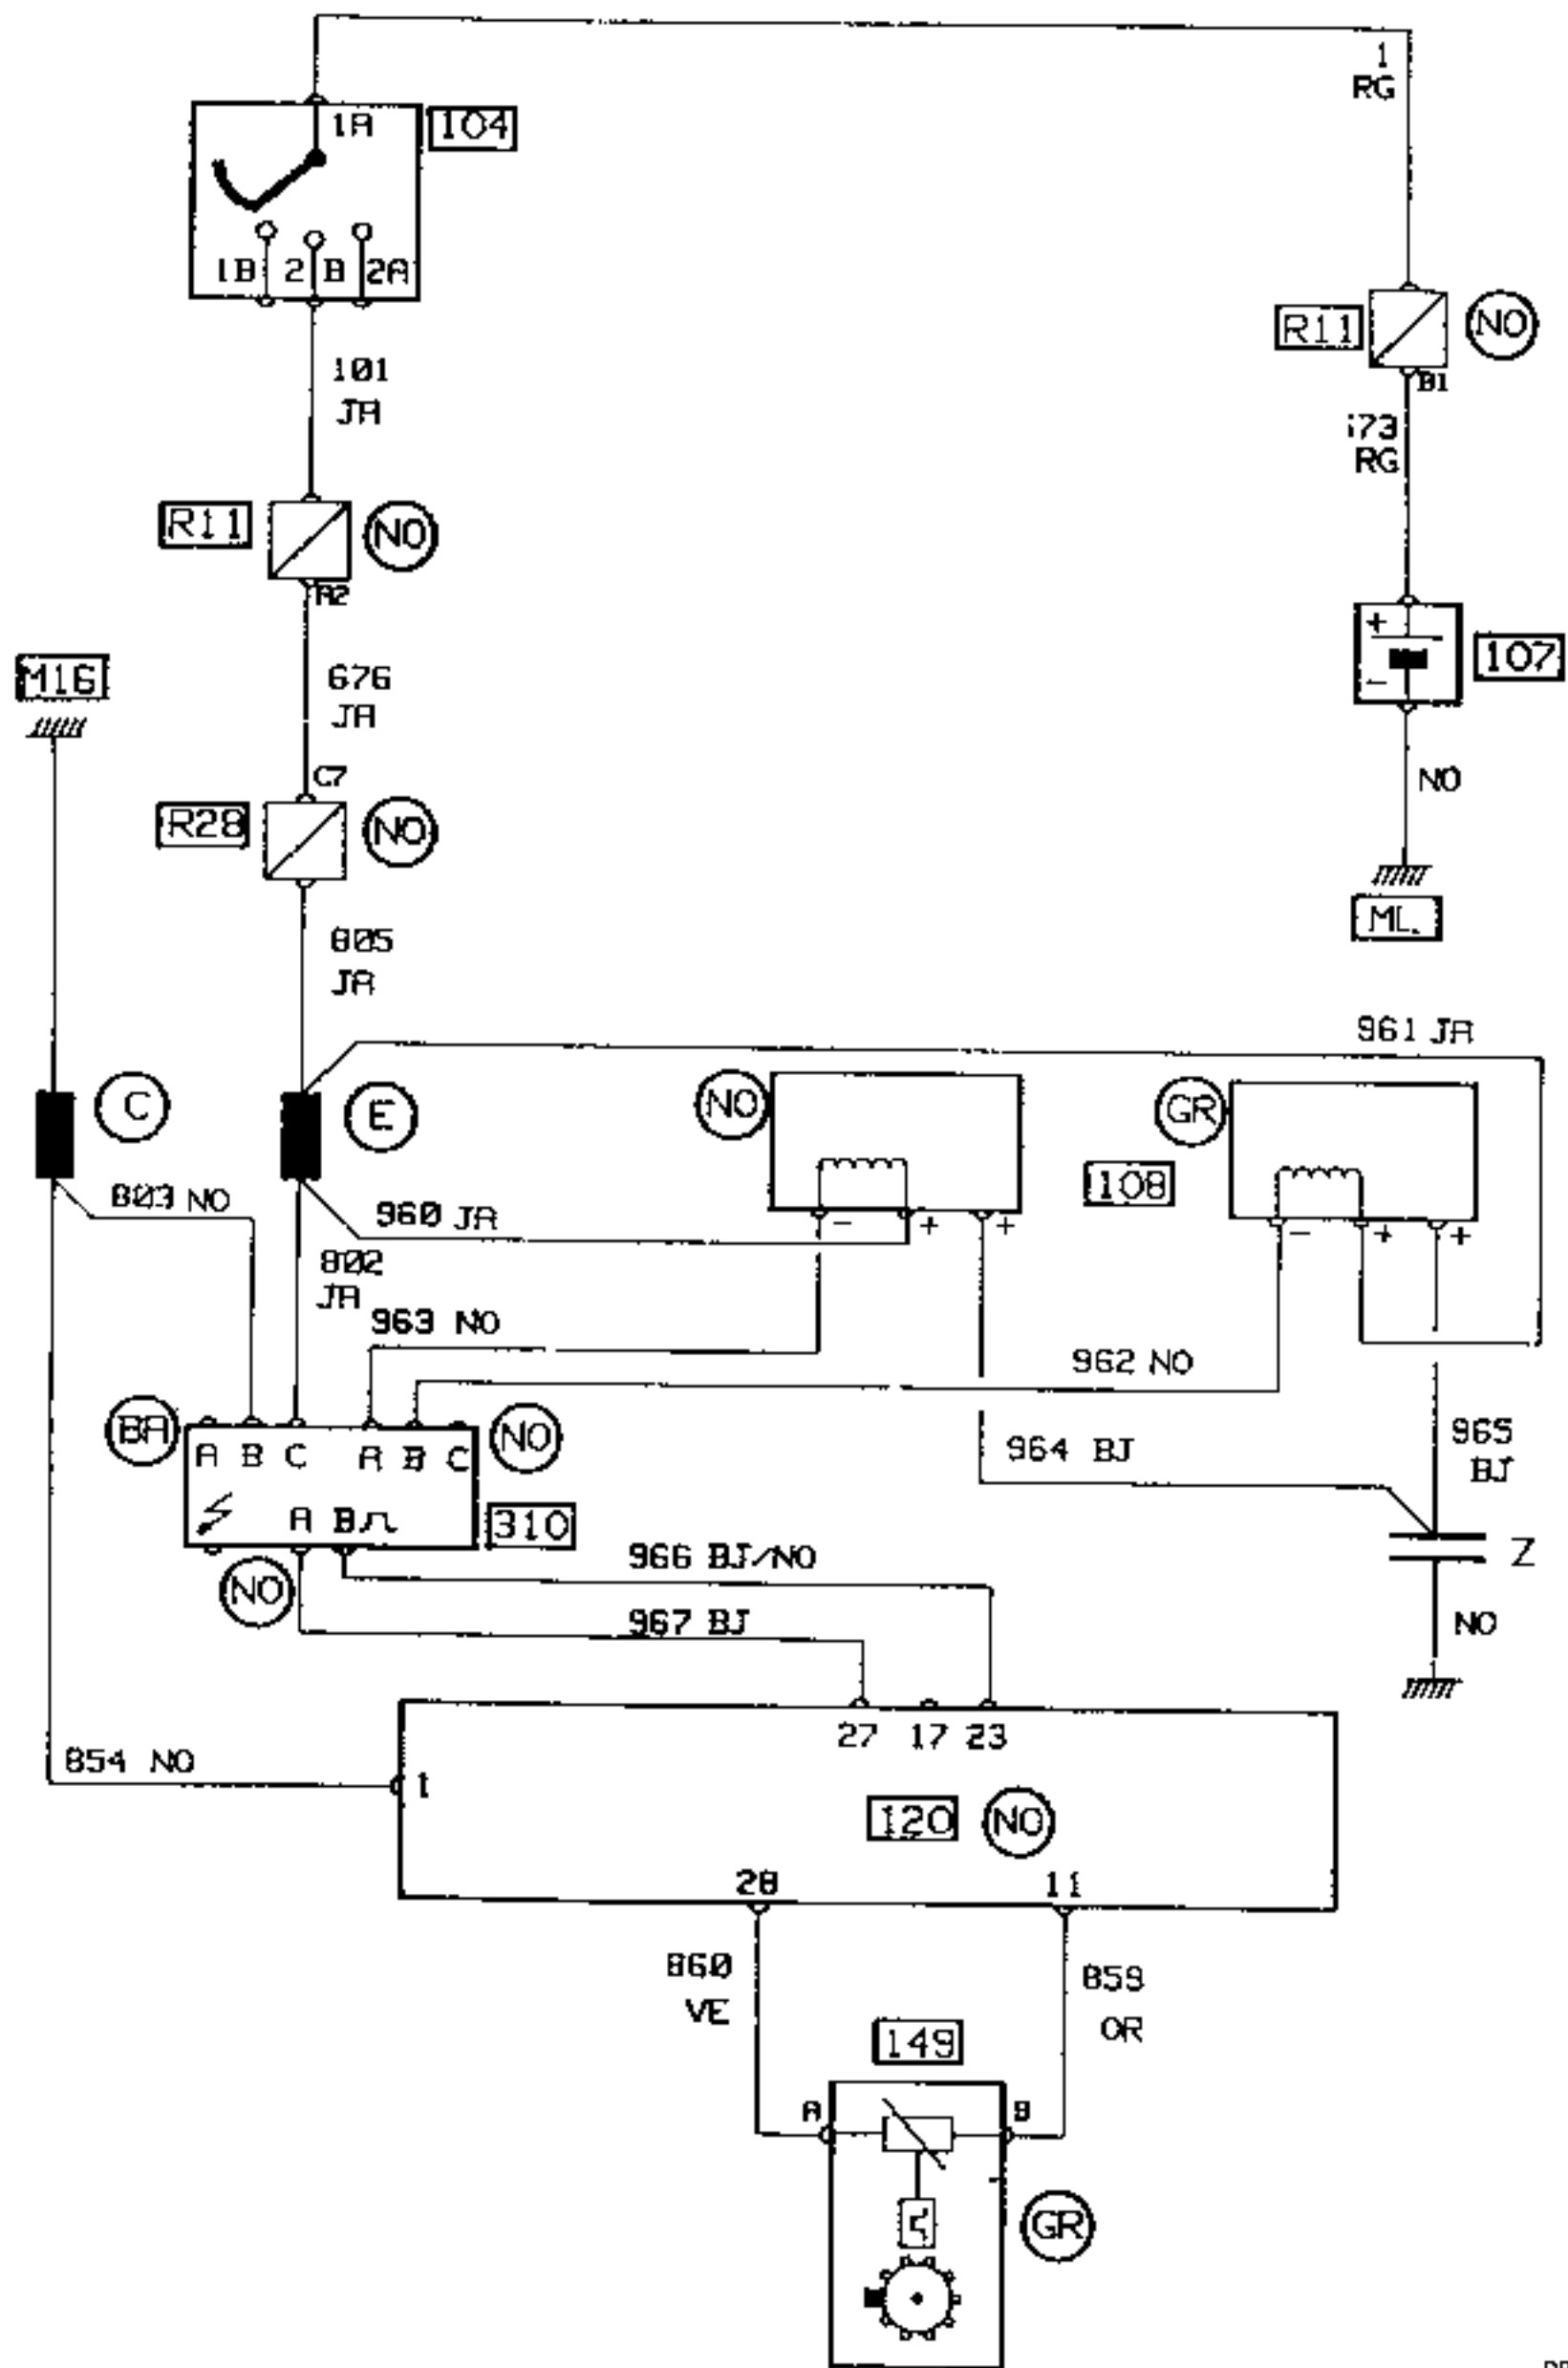 1
RG
1A
104
1B
2
B
2A
R11
NO
B1
101
JA
673
RG
R11
NO
A2
M16
676
JA
+
-
107
C7
NO
R28
NO
ML
805
JA
961 JA
C
E
NO
GR
108
803 NO
960 JA
-
+
+
-
+
+
802
JA
963 NO
962 NO
BA
A B C
A B C
NO
964 BJ
965
BJ
A B
310
966 BJ/NO
Z
NO
967 BJ
NO
27 17 23
854 NO
1
120
NO
28
11
860
VE
859
OR
149
A
B
GR